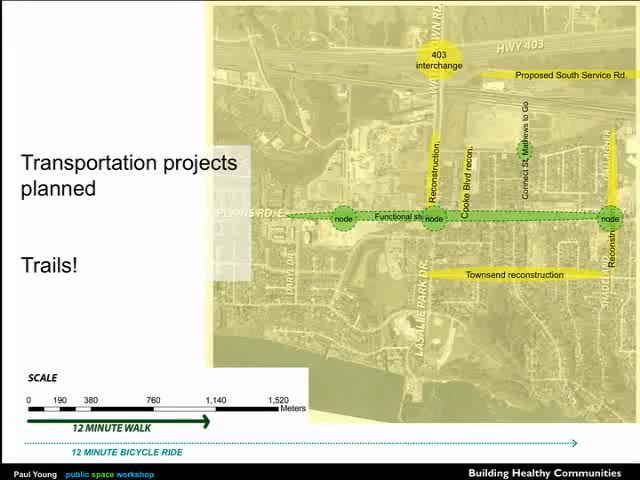 HWY 403
403
interchange
Proposed South Service Rd.
Connect St. Mathews to Go
Reconstruction
Cooke Blvd recon.
GALLAGHER
Transportation projects
planned
PLAINS RD. E
node
Functional st
node
node
Reconstru
Trails!
DARYL DR.
LASALLE PARK DR.
Townsend reconstruction
SCALE
0 190 380 760 1,140 1,520
Meters
12 MINUTE WALK
12 MINUTE BICYCLE RIDE
Paul Young public space workshop
Building Healthy Communities